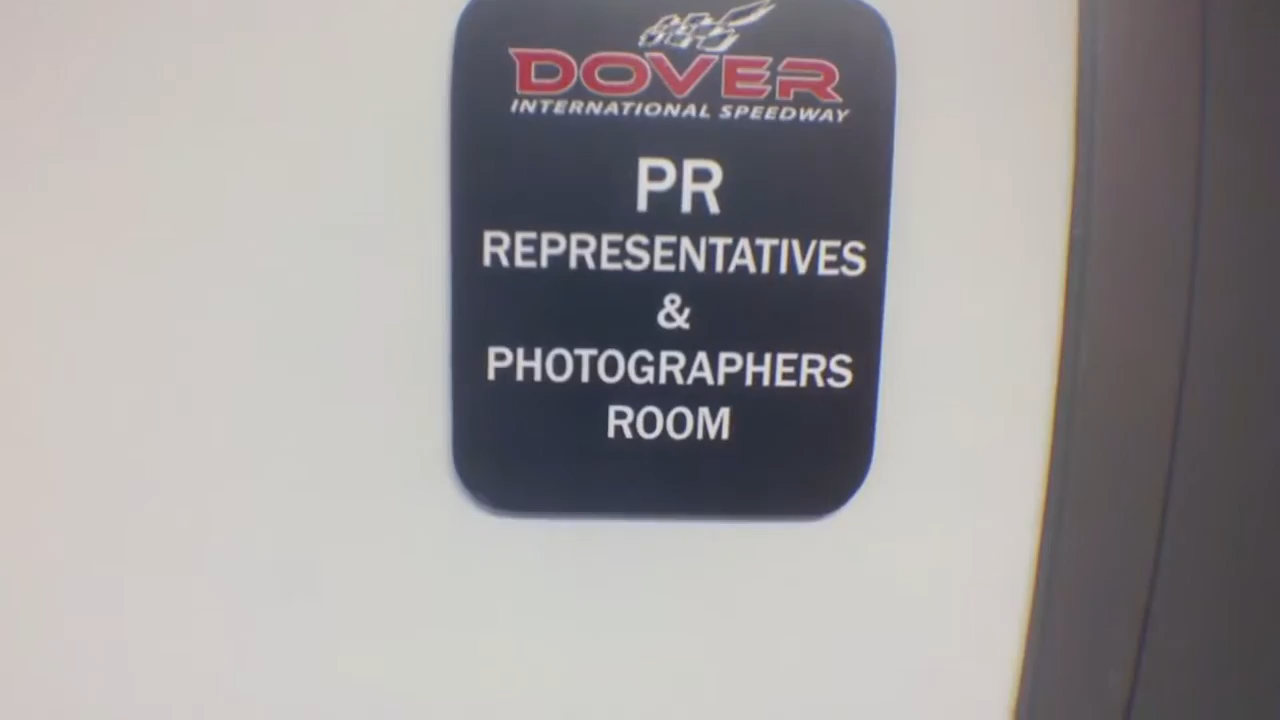 DOVER
INTERNATIONAL SPEEDWAY
PR
REPRESENTATIVES
&
PHOTOGRAPHERS
ROOM